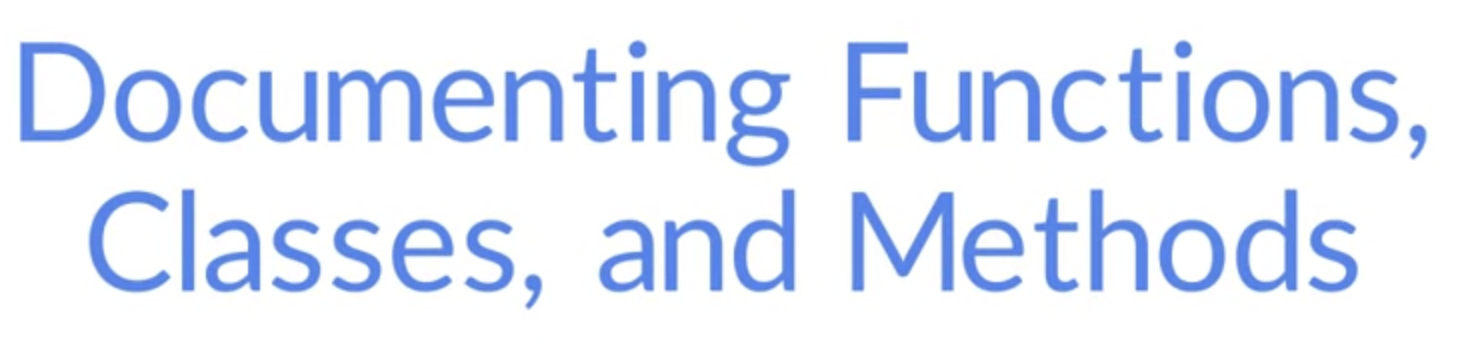 Documenting Functions,
Classes, and Methods